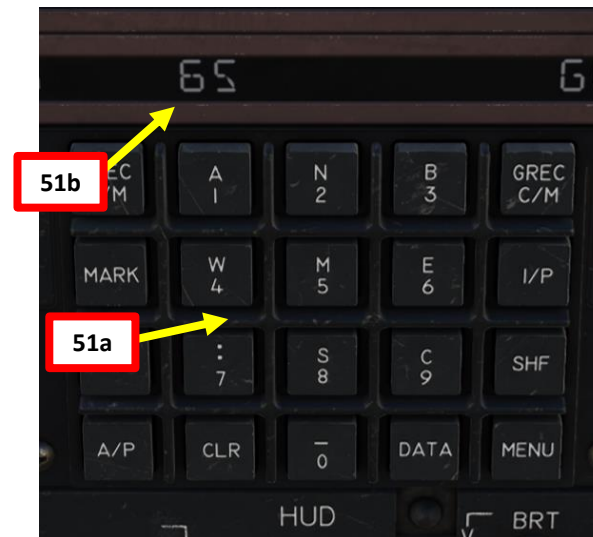 65 G
51b
EC A N B GREC
/M 1 2 3 C/M
MARK W M E I/P
4 5 6
51a
: S C SHF
7 8 9
A/P CLR – DATA MENU
0
HUD BRT